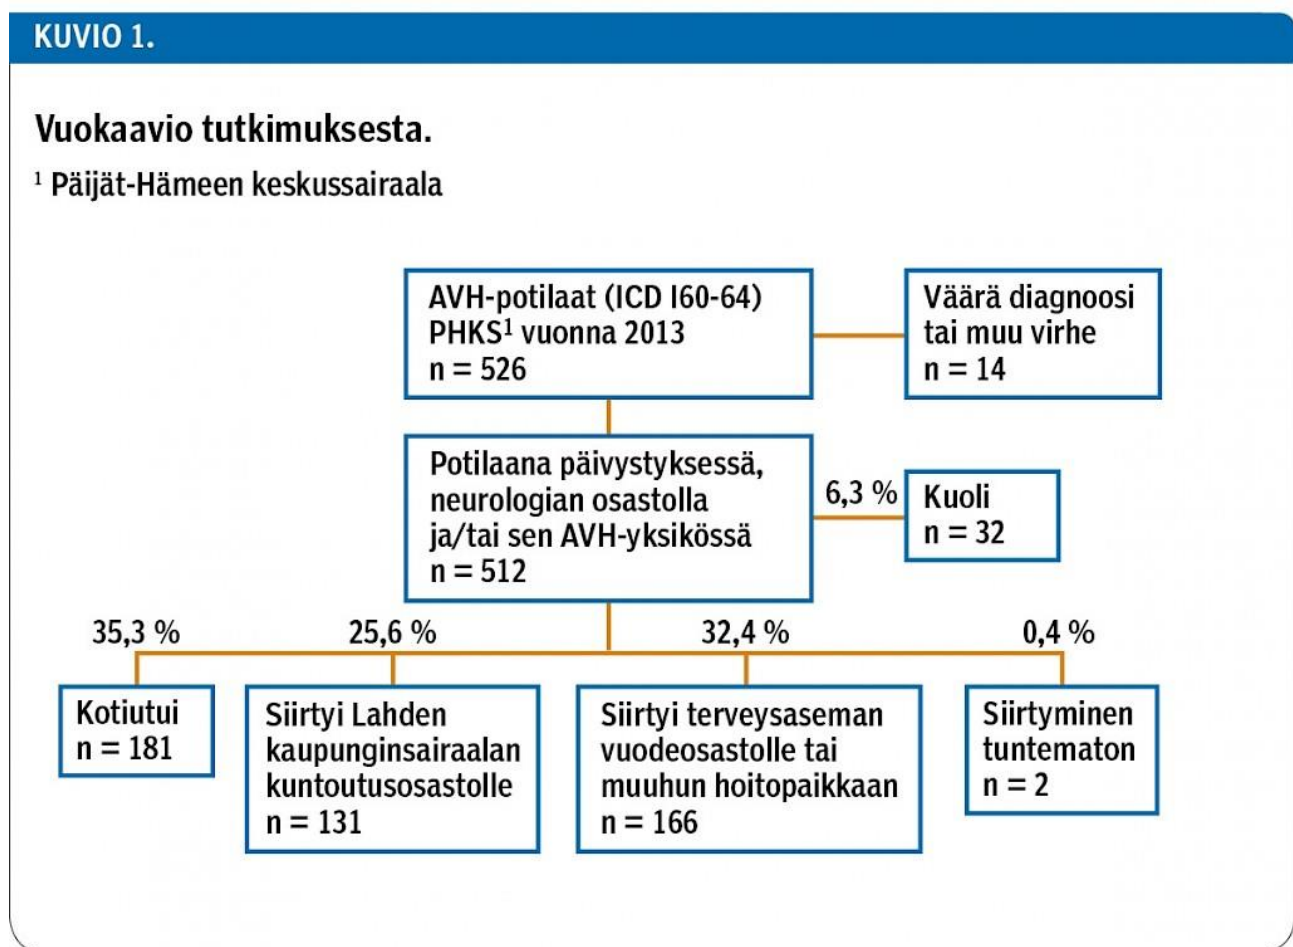 KUVIO 1.
Vuokaavio tutkimuksesta.
¹ Päijät-Hämeen keskussairaala
AVH-potilaat (ICD I60-64)
PHKS¹ vuonna 2013
n = 526
Väärä diagnoosi
tai muu virhe
n = 14
Potilaana päivystyksessä,
neurologian osastolla
ja/tai sen AVH-yksikössä
n = 512
6,3 %
Kuoli
n = 32
35,3 %
Kotiutui
n = 181
25,6 %
Siirtyi Lahden
kaupunginsairaalan
kuntoutusosastolle
n = 131
32,4 %
Siirtyi terveysaseman
vuodeosastolle tai
muuhun hoitopaikkaan
n = 166
0,4 %
Siirtyminen
tuntematon
n = 2